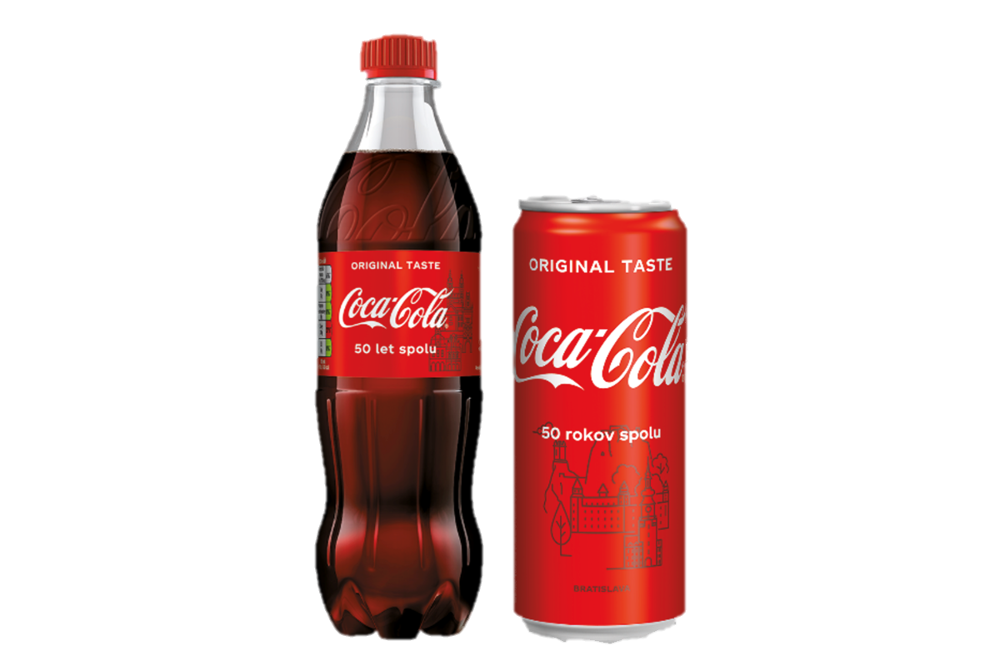 ORIGINAL TASTE
Coca-Cola
50 let spolu
ORIGINAL TASTE
Coca-Cola
50 rokov spolu
BRATISLAVA